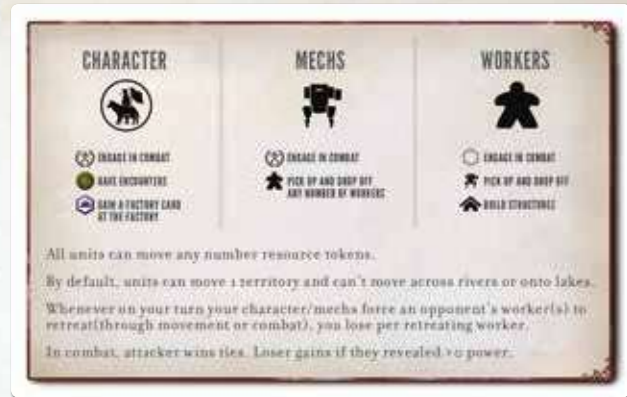 CHARACTER
ENGAGE IN COMBAT
HAVE ENCOUNTERS
GAIN A FACTORY CARD
AT THE FACTORY
MECHS
ENGAGE IN COMBAT
PICK UP AND DROP OFF
ANY NUMBER OF WORKERS
WORKERS
ENGAGE IN COMBAT
PICK UP AND DROP OFF
BUILD STRUCTURES
All units can move any number resource tokens.
By default, units can move 1 territory and can't move across rivers or onto lakes.
Whenever on your turn your character/mechs force an opponent's worker(s) to
retreat(through movement or combat), you lose per retreating worker.
In combat, attacker wins ties. Loser gains if they revealed >0 power.